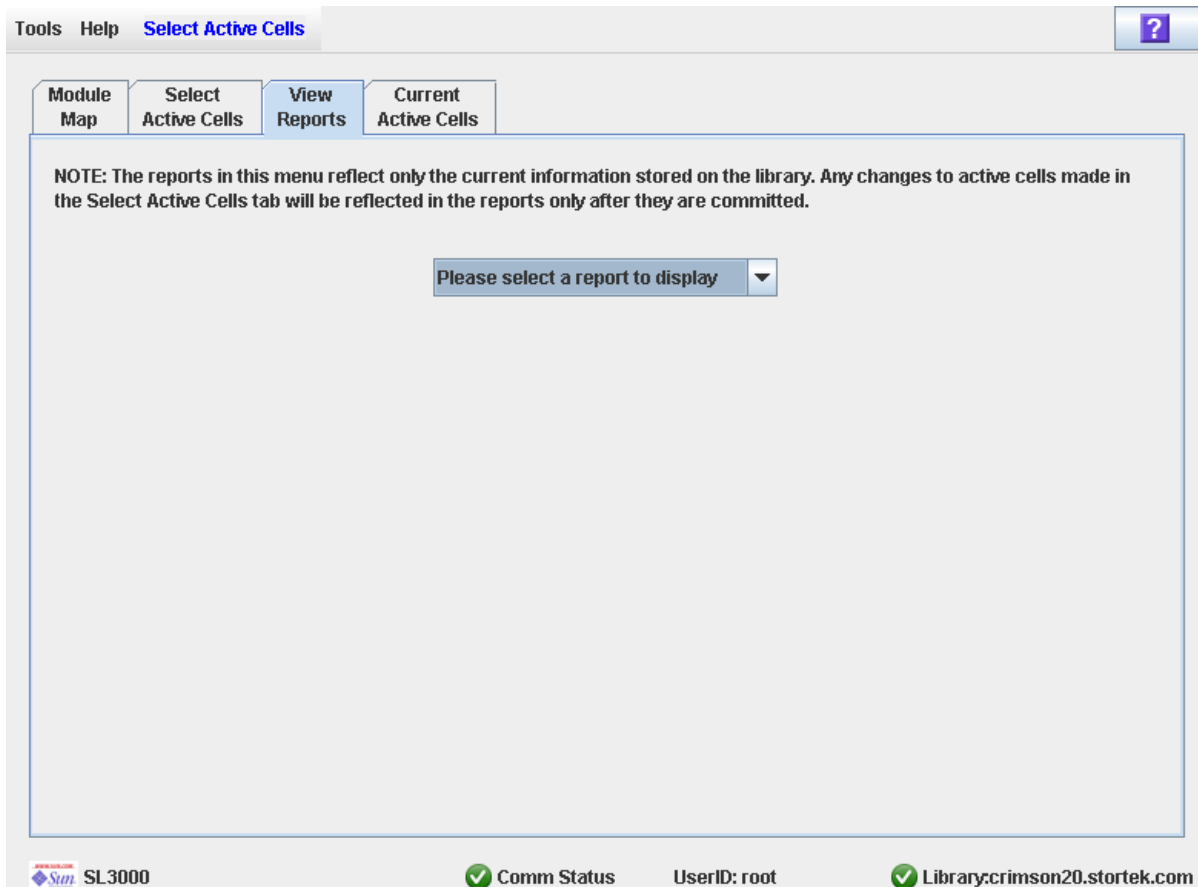 Tools Help Select Active Cells
?
Module Map
Select Active Cells
View Reports
Current Active Cells
NOTE: The reports in this menu reflect only the current information stored on the library. Any changes to active cells made in
the Select Active Cells tab will be reflected in the reports only after they are committed.
Please select a report to display
Sun SL3000 Comm Status UserID: root Library:crimson20.stortek.com